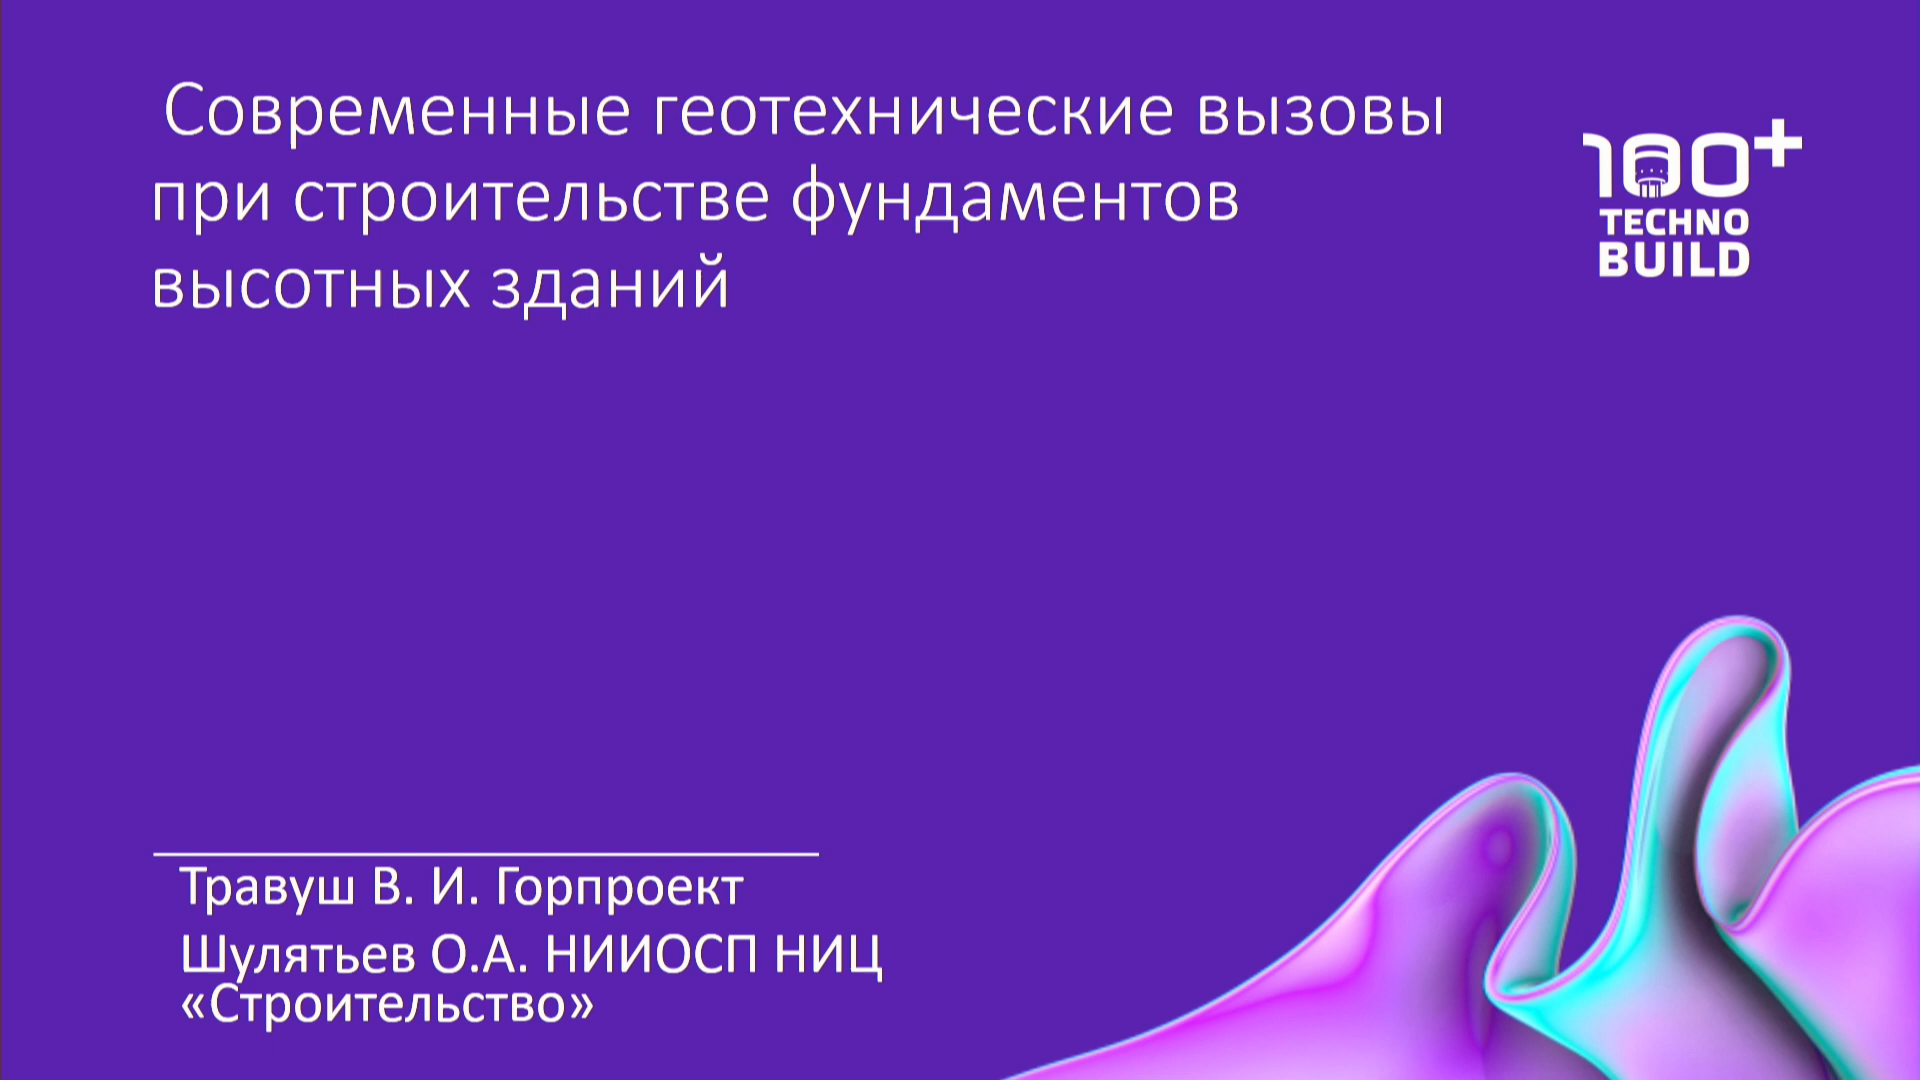 Современные геотехнические вызовы
при строительстве фундаментов
высотных зданий
100+
TECHNO
BUILD
Травуш В. И. Горпроект
Шулятьев О.А. НИИОСП НИЦ
«Строительство»